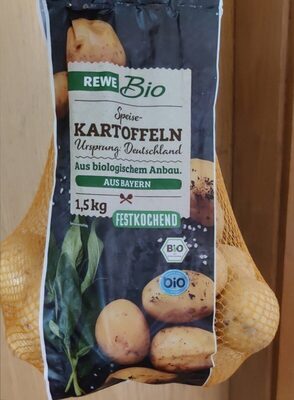 REWE Bio
Speise-
KARTOFFELN
Ursprung: Deutschland
Aus biologischem Anbau.
AUS BAYERN
1,5 kg
FESTKOCHEND
BIO
bio